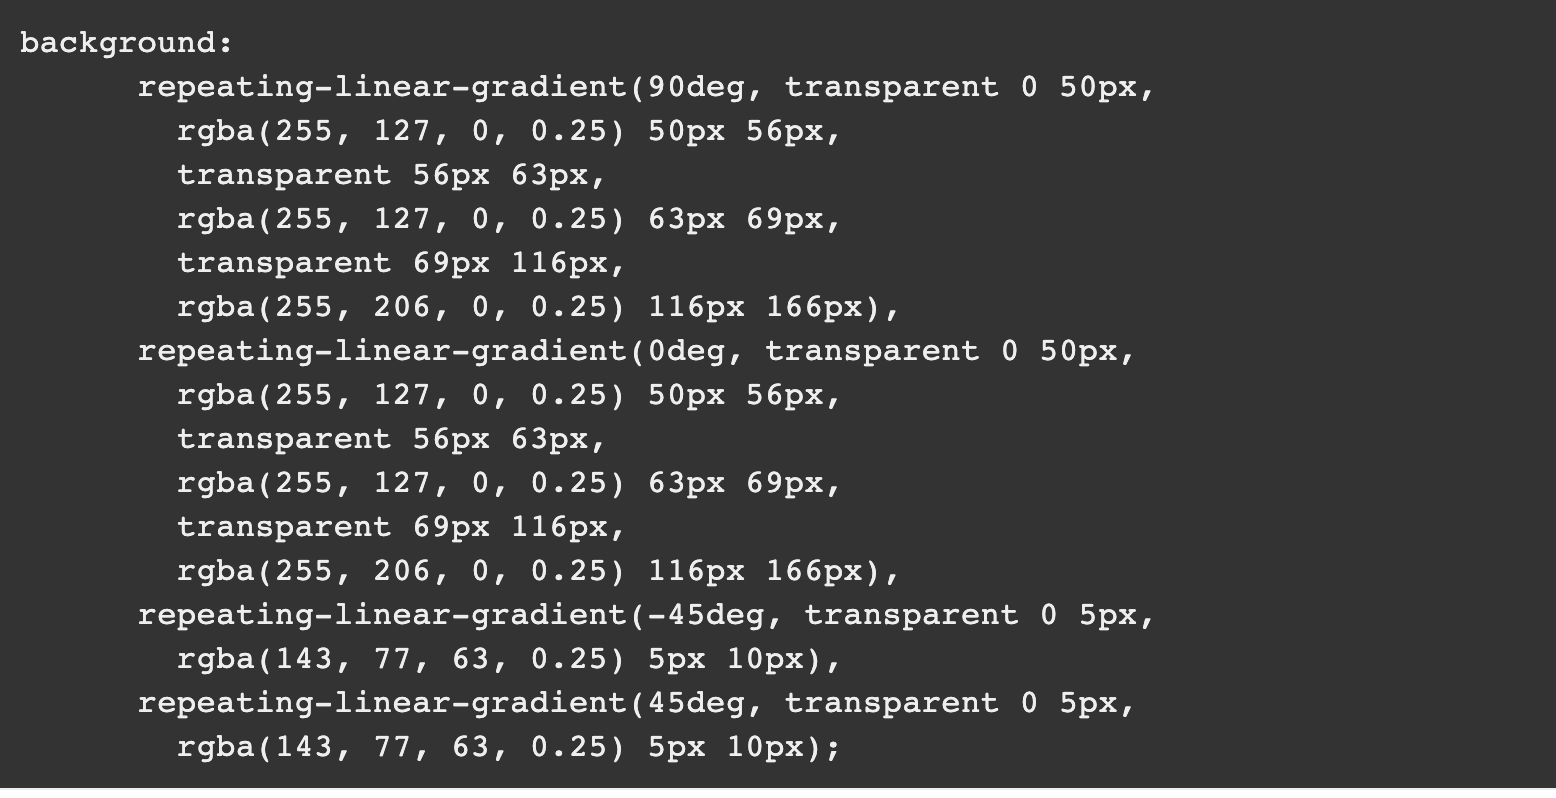 background:
repeating-linear-gradient(90deg, transparent 0 50px,
rgba(255, 127, 0, 0.25) 50px 56px,
transparent 56px 63px,
rgba(255, 127, 0, 0.25) 63px 69px,
transparent 69px 116px,
rgba(255, 206, 0, 0.25) 116px 166px),
repeating-linear-gradient(0deg, transparent 0 50px,
rgba(255, 127, 0, 0.25) 50px 56px,
transparent 56px 63px,
rgba(255, 127, 0, 0.25) 63px 69px,
transparent 69px 116px,
rgba(255, 206, 0, 0.25) 116px 166px),
repeating-linear-gradient(-45deg, transparent 0 5px,
rgba(143, 77, 63, 0.25) 5px 10px),
repeating-linear-gradient(45deg, transparent 0 5px,
rgba(143, 77, 63, 0.25) 5px 10px);